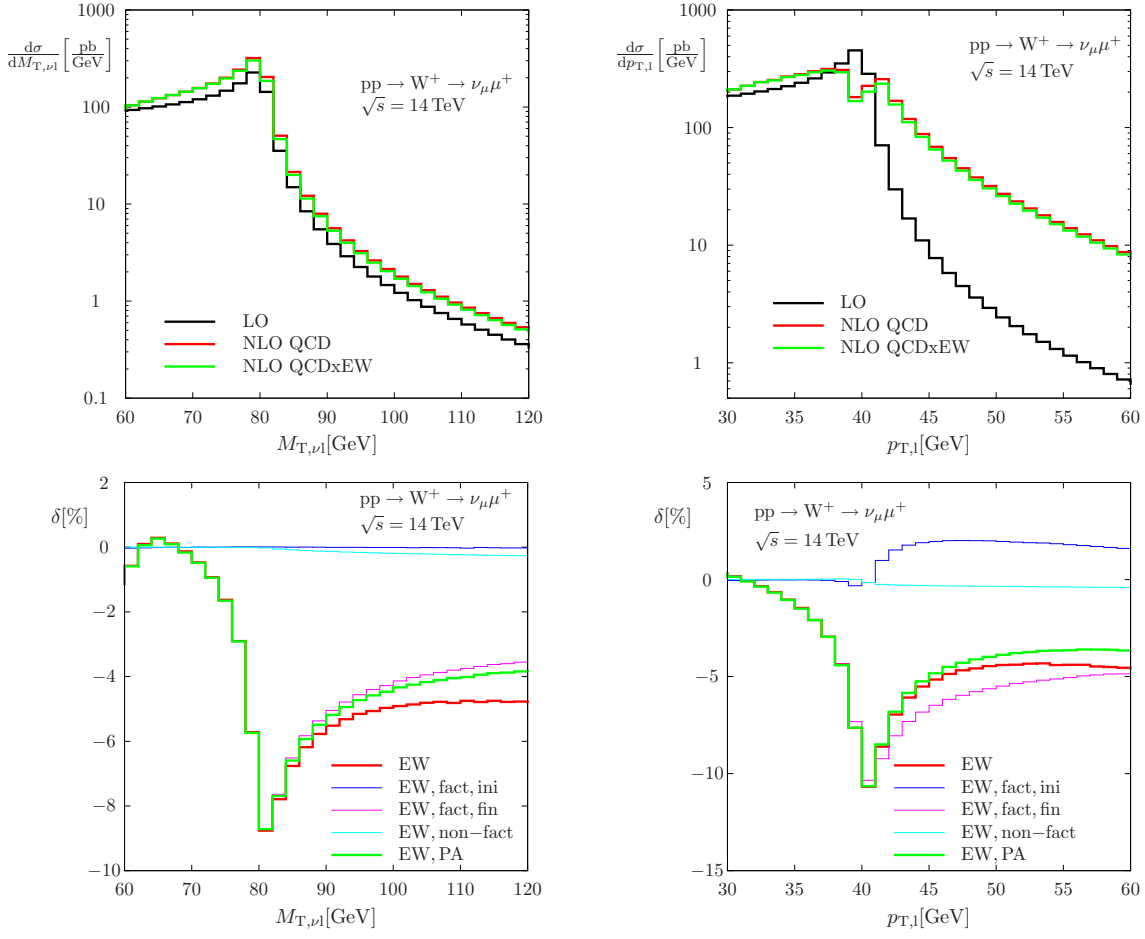 dσ/dM_T,νl [pb/GeV]
1000
100
10
1
0.1
pp → W⁺ → ν_μμ⁺
√s = 14 TeV
LO
NLO QCD
NLO QCDxEW
60 70 80 90 100 110 120
M_T,νl[GeV]
dσ/dp_T,l [pb/GeV]
1000
100
10
1
pp → W⁺ → ν_μμ⁺
√s = 14 TeV
LO
NLO QCD
NLO QCDxEW
30 35 40 45 50 55 60
p_T,l[GeV]
δ[%]
2
0
−2
−4
−6
−8
−10
pp → W⁺ → ν_μμ⁺
√s = 14 TeV
EW
EW, fact, ini
EW, fact, fin
EW, non−fact
EW, PA
60 70 80 90 100 110 120
M_T,νl[GeV]
δ[%]
5
0
−5
−10
−15
pp → W⁺ → ν_μμ⁺
√s = 14 TeV
EW
EW, fact, ini
EW, fact, fin
EW, non−fact
EW, PA
30 35 40 45 50 55 60
p_T,l[GeV]